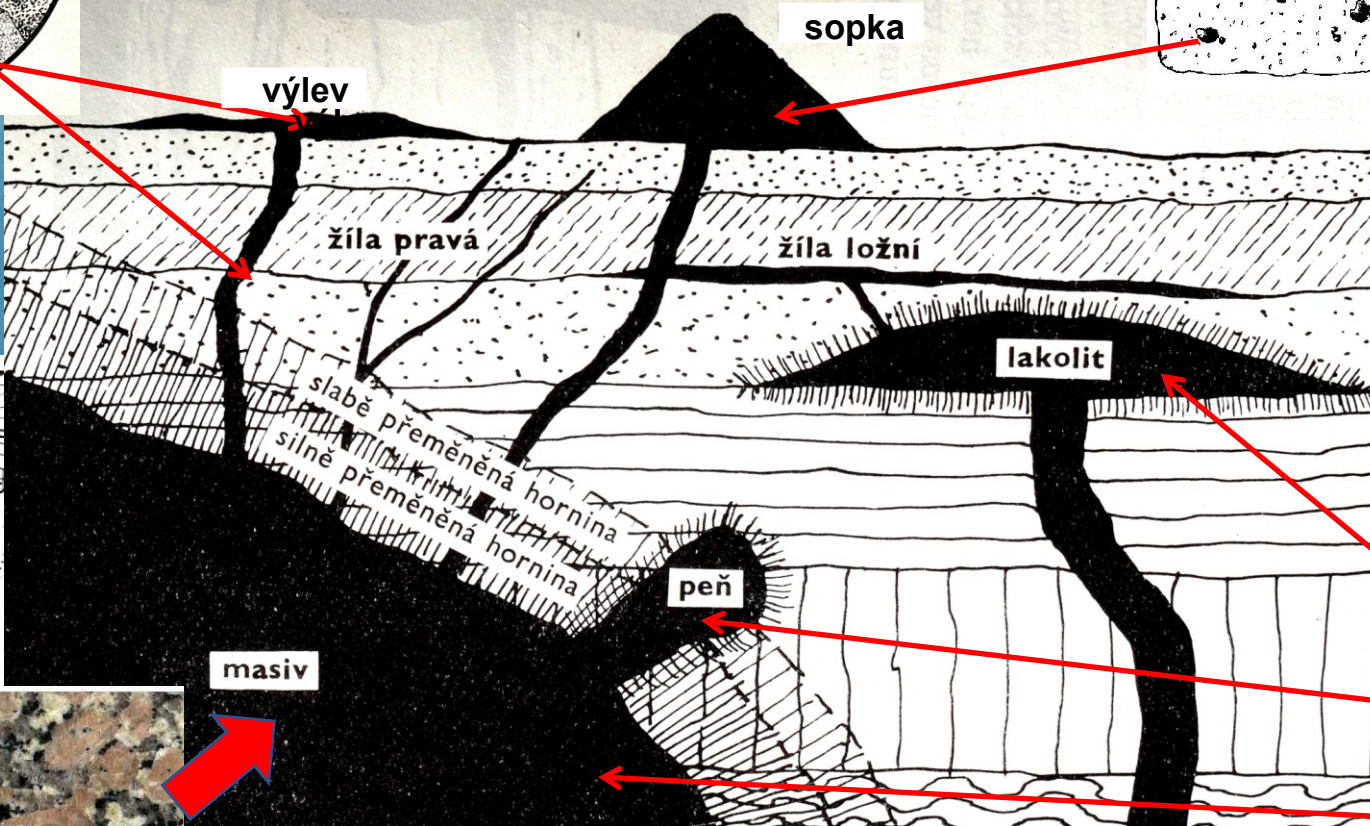 sopka
výlev
žíla pravá
žíla ložní
lakolit
slabě přeměněná hornina
silně přeměněná hornina
peň
masiv